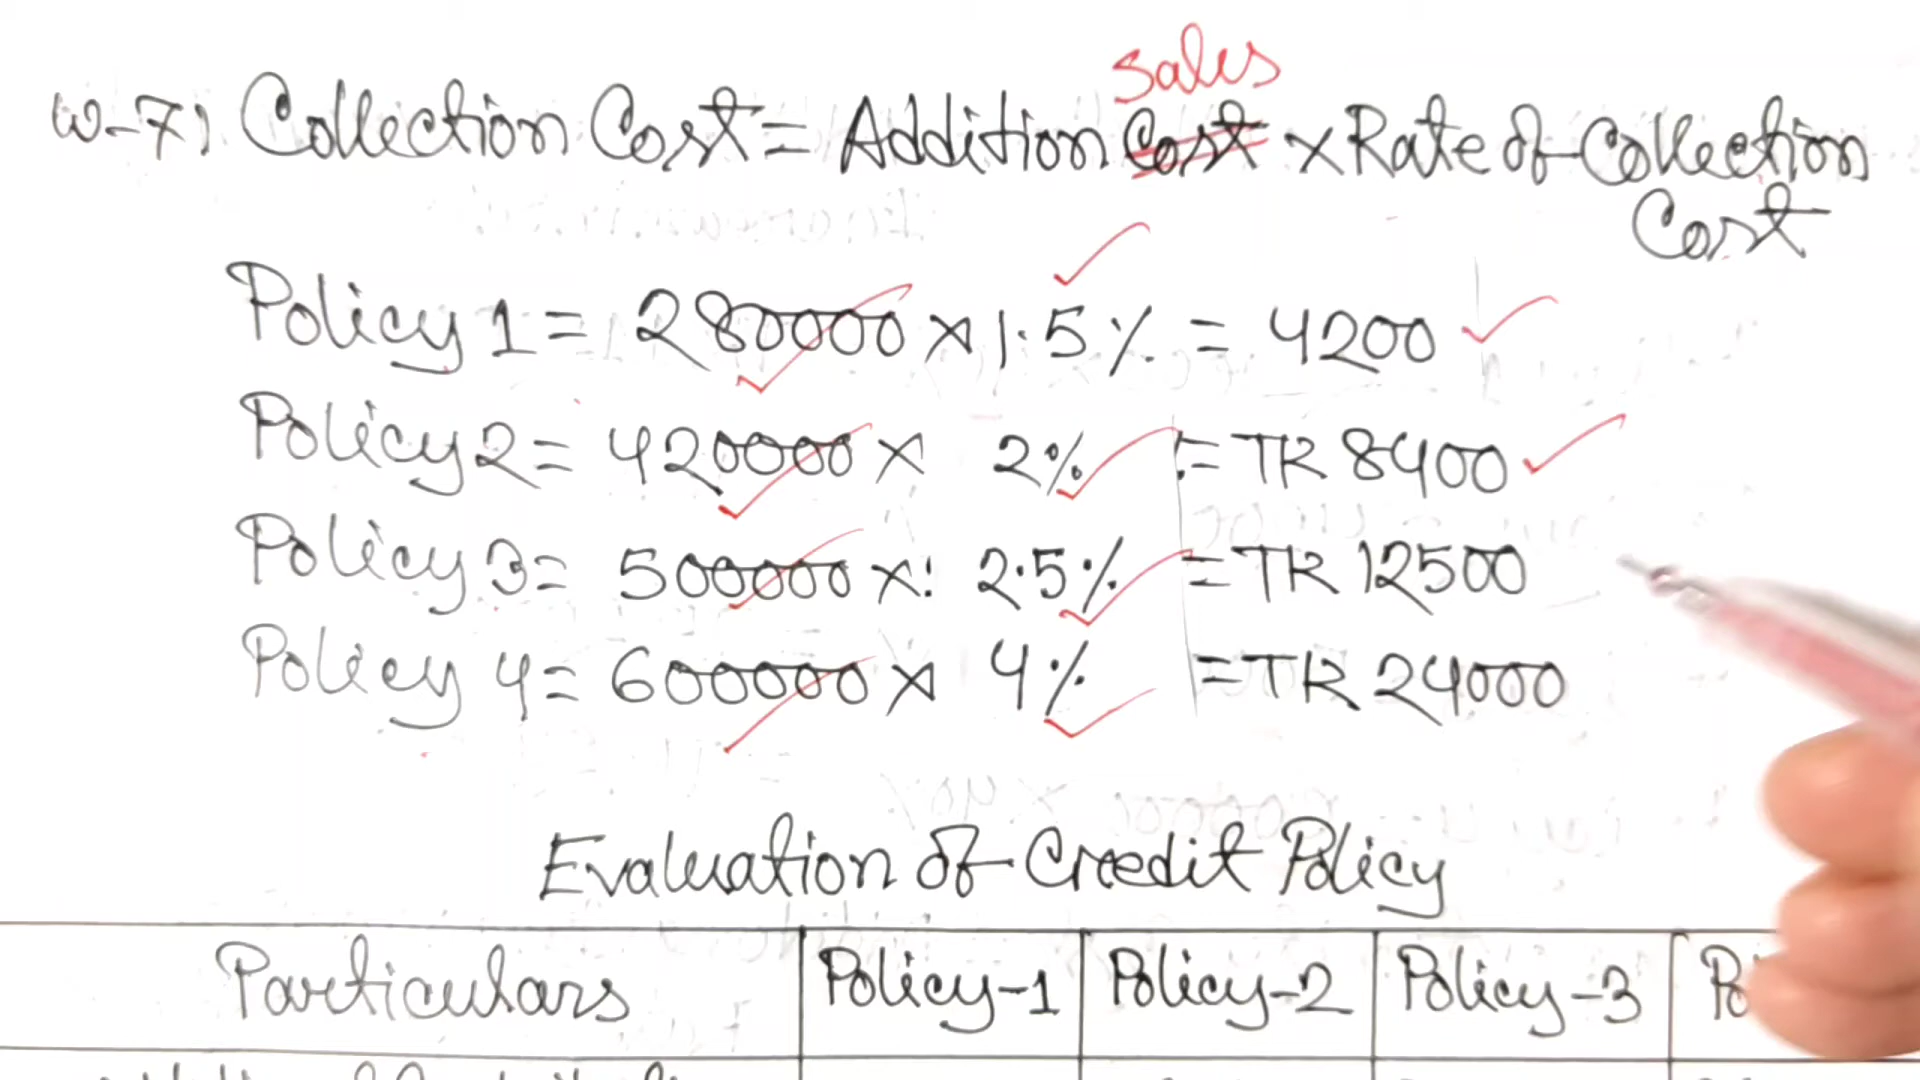 Sales
W-7) Collection Cost = Addition Cost × Rate of Collection
Cost
Policy 1 = 280000 × 1.5% = 4200
Policy 2 = 420000 × 2% = TK 8400
Policy 3 = 500000 × 2.5% = TK 12500
Policy 4 = 600000 × 4% = TK 24000
Evaluation of Credit Policy
Particulars Policy-1 Policy-2 Policy-3